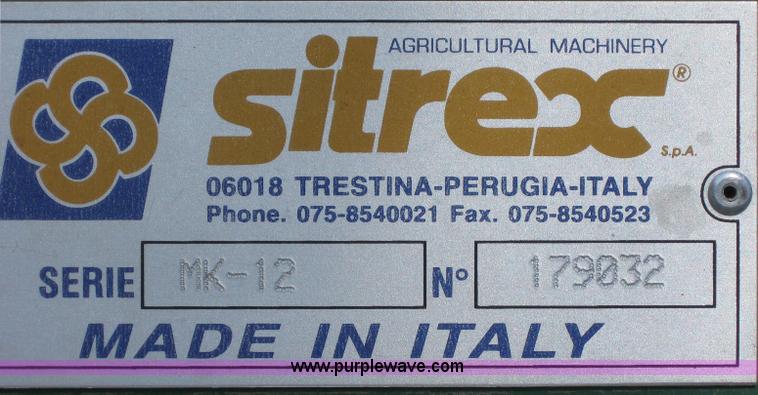 AGRICULTURAL MACHINERY
sitrex ®
S.p.A.
06018 TRESTINA-PERUGIA-ITALY
Phone. 075-8540021 Fax. 075-8540523
SERIE MK-12 N° 179032
MADE IN ITALY
www.purplewave.com